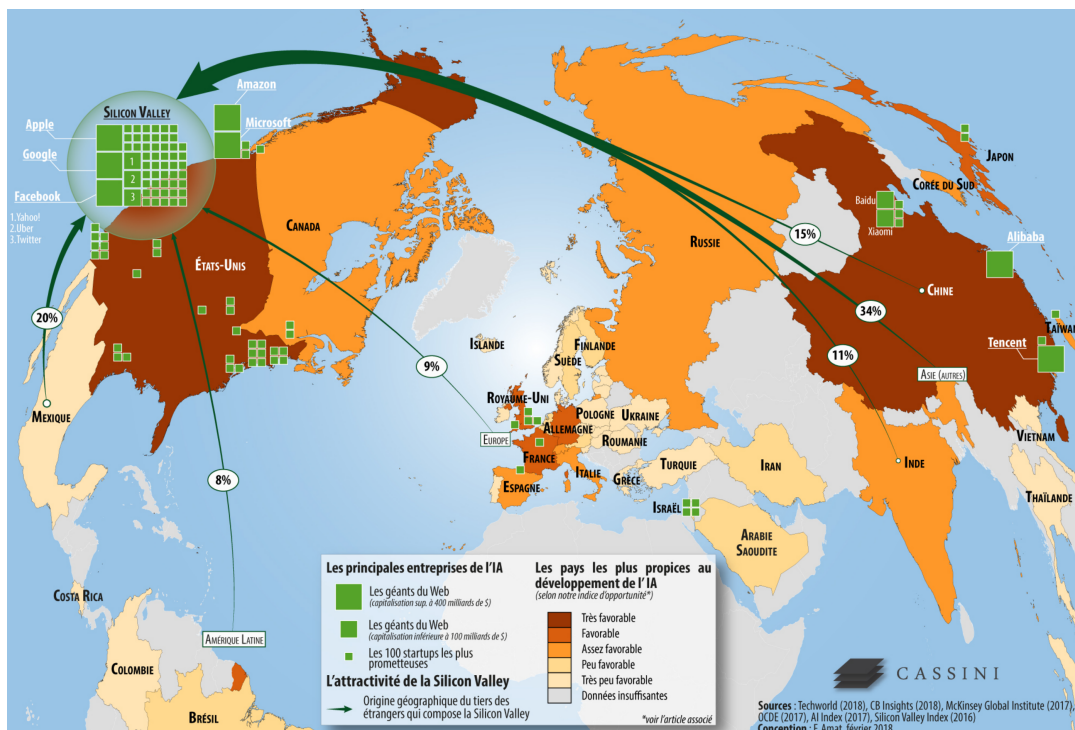 SILICON VALLEY
Apple
Google
Facebook
1
2
3
1.Yahoo!
2.Uber
3.Twitter
Amazon
Microsoft
CANADA
ÉTATS-UNIS
20%
MEXIQUE
8%
9%
COSTA RICA
COLOMBIE
BRÉSIL
AMÉRIQUE LATINE
ISLANDE
FINLANDE
SUÈDE
ROYAUME-UNI
EUROPE
POLOGNE
UKRAINE
ALLEMAGNE
ROUMANIE
FRANCE
ESPAGNE
ITALIE
GRÈCE
TURQUIE
ISRAËL
IRAN
ARABIE
SAOUDITE
RUSSIE
15%
34%
11%
JAPON
CORÉE DU SUD
Baidu
Xiaomi
Alibaba
CHINE
TAÏWAN
Tencent
ASIE (AUTRES)
INDE
VIETNAM
THAÏLANDE
Les principales entreprises de l'IA
Les géants du Web
(capitalisation sup. à 400 milliards de $)
Les géants du Web
(capitalisation inférieure à 100 milliards de $)
Les 100 startups les plus
prometteuses
L'attractivité de la Silicon Valley
Origine géographique du tiers des
étrangers qui compose la Silicon Valley
Les pays les plus propices au
développement de l'IA
(selon notre indice d'opportunité*)
Très favorable
Favorable
Assez favorable
Peu favorable
Très peu favorable
Données insuffisantes
*voir l'article associé
CASSINI
Sources : Techworld (2018), CB Insights (2018), McKinsey Global Institute (2017),
OCDE (2017), AI Index (2017), Silicon Valley Index (2016)
Conception : F. Amat, février 2018